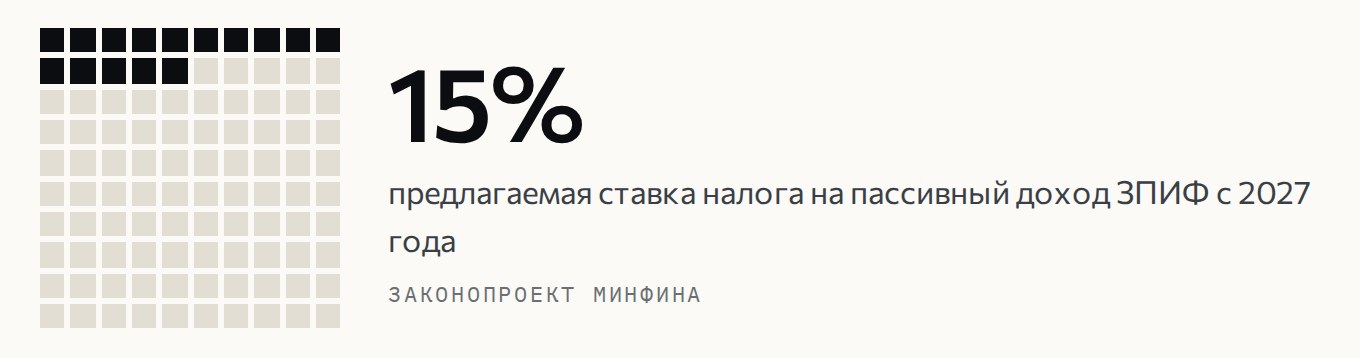 15%
предлагаемая ставка налога на пассивный доход ЗПИФ с 2027
года
ЗАКОНОПРОЕКТ МИНФИНА